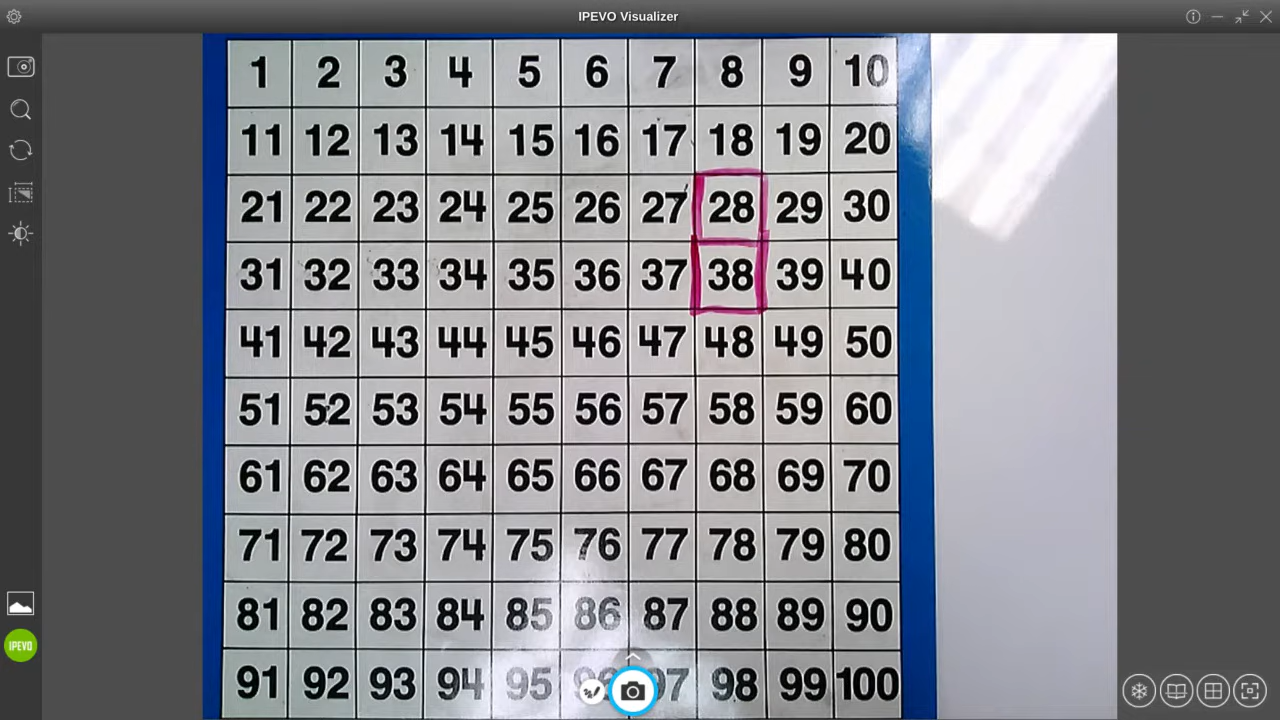 IPEVO Visualizer
1 2 3 4 5 6 7 8 9 10
11 12 13 14 15 16 17 18 19 20
21 22 23 24 25 26 27 28 29 30
31 32 33 34 35 36 37 38 39 40
41 42 43 44 45 46 47 48 49 50
51 52 53 54 55 56 57 58 59 60
61 62 63 64 65 66 67 68 69 70
71 72 73 74 75 76 77 78 79 80
81 82 83 84 85 86 87 88 89 90
91 92 93 94 95 96 97 98 99 100
IPEVO